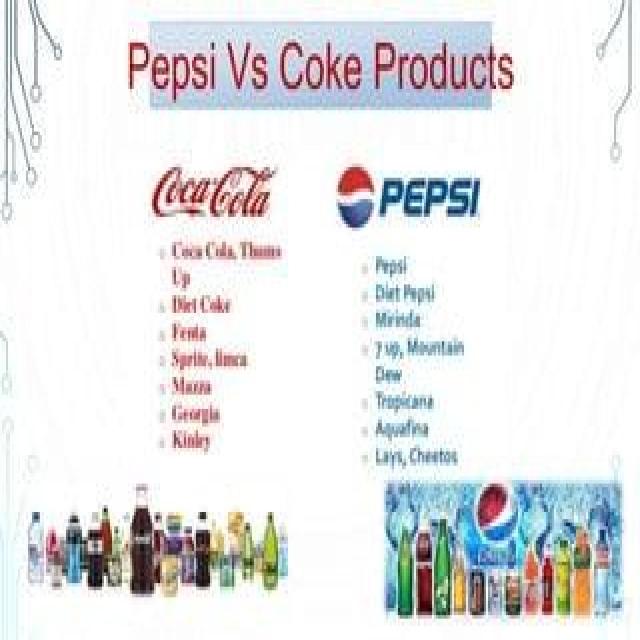 Pepsi Vs Coke Products
Coca-Cola
Coca Cola, Thums
Up
Diet Coke
Fenta
Sprite, limca
Mazza
Georgia
Kinley
PEPSI
Pepsi
Diet Pepsi
Mirinda
7 up, Mountain
Dew
Tropicana
Aquafina
Lays, Cheetos